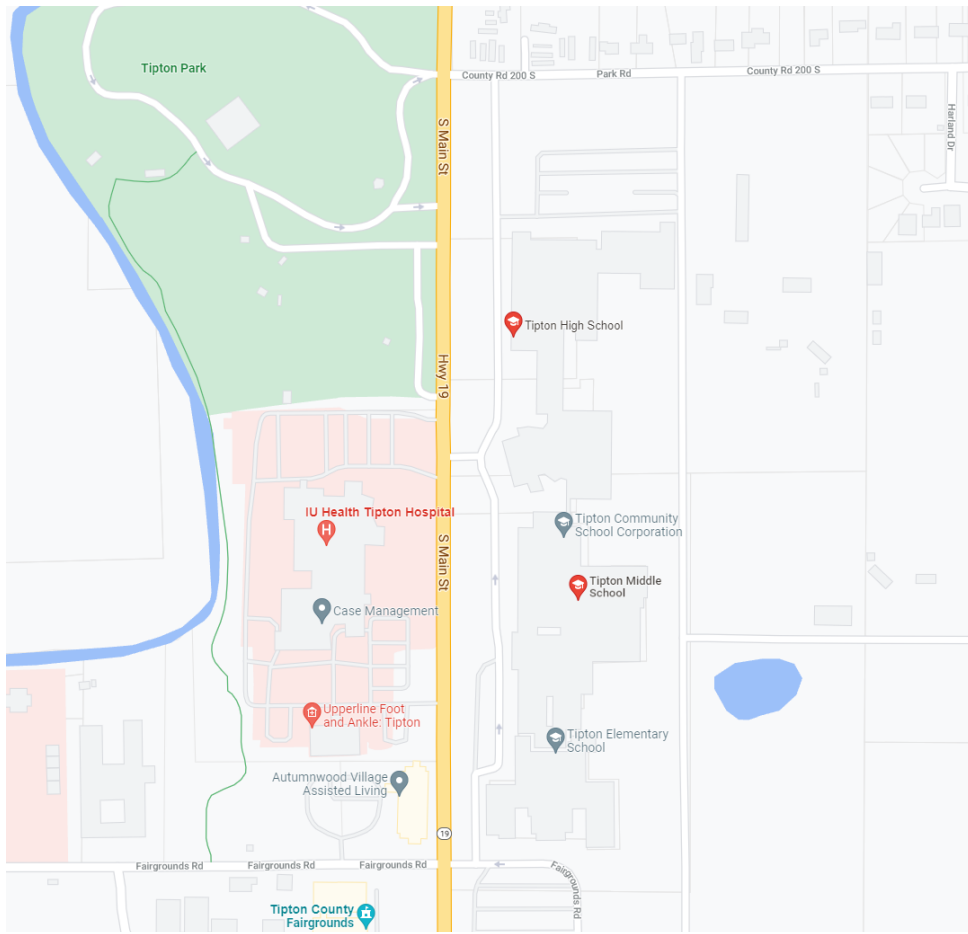 Tipton Park
County Rd 200 S
Park Rd
County Rd 200 S
Harland Dr
S Main St
Tipton High School
Hwy 19
IU Health Tipton Hospital
H
Tipton Community
School Corporation
S Main St
Tipton Middle
School
Case Management
Upperline Foot
and Ankle: Tipton
Tipton Elementary
School
Autumnwood Village
Assisted Living
19
Fairgrounds Rd
Fairgrounds Rd
Fairgrounds Rd
Fairgrounds Rd
Tipton County
Fairgrounds